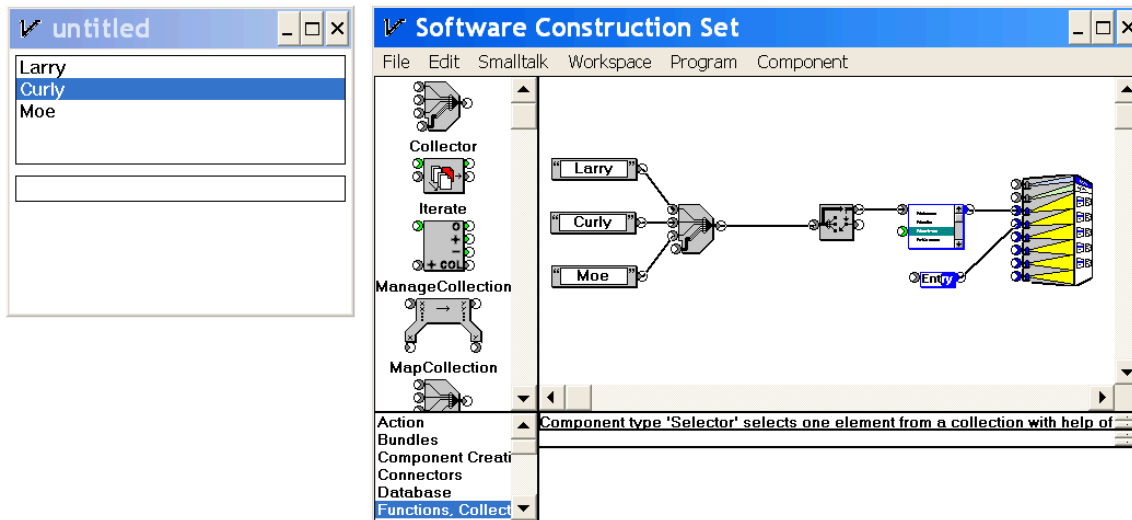 untitled
Larry
Curly
Moe
Software Construction Set
File Edit Smalltalk Workspace Program Component
Collector
Iterate
O
+
-
+ COL
ManageCollection
MapCollection
"Larry"
"Curly"
"Moe"
Entry
Action
Bundles
Component Creati
Connectors
Database
Functions, Collect
Component type 'Selector' selects one element from a collection with help of